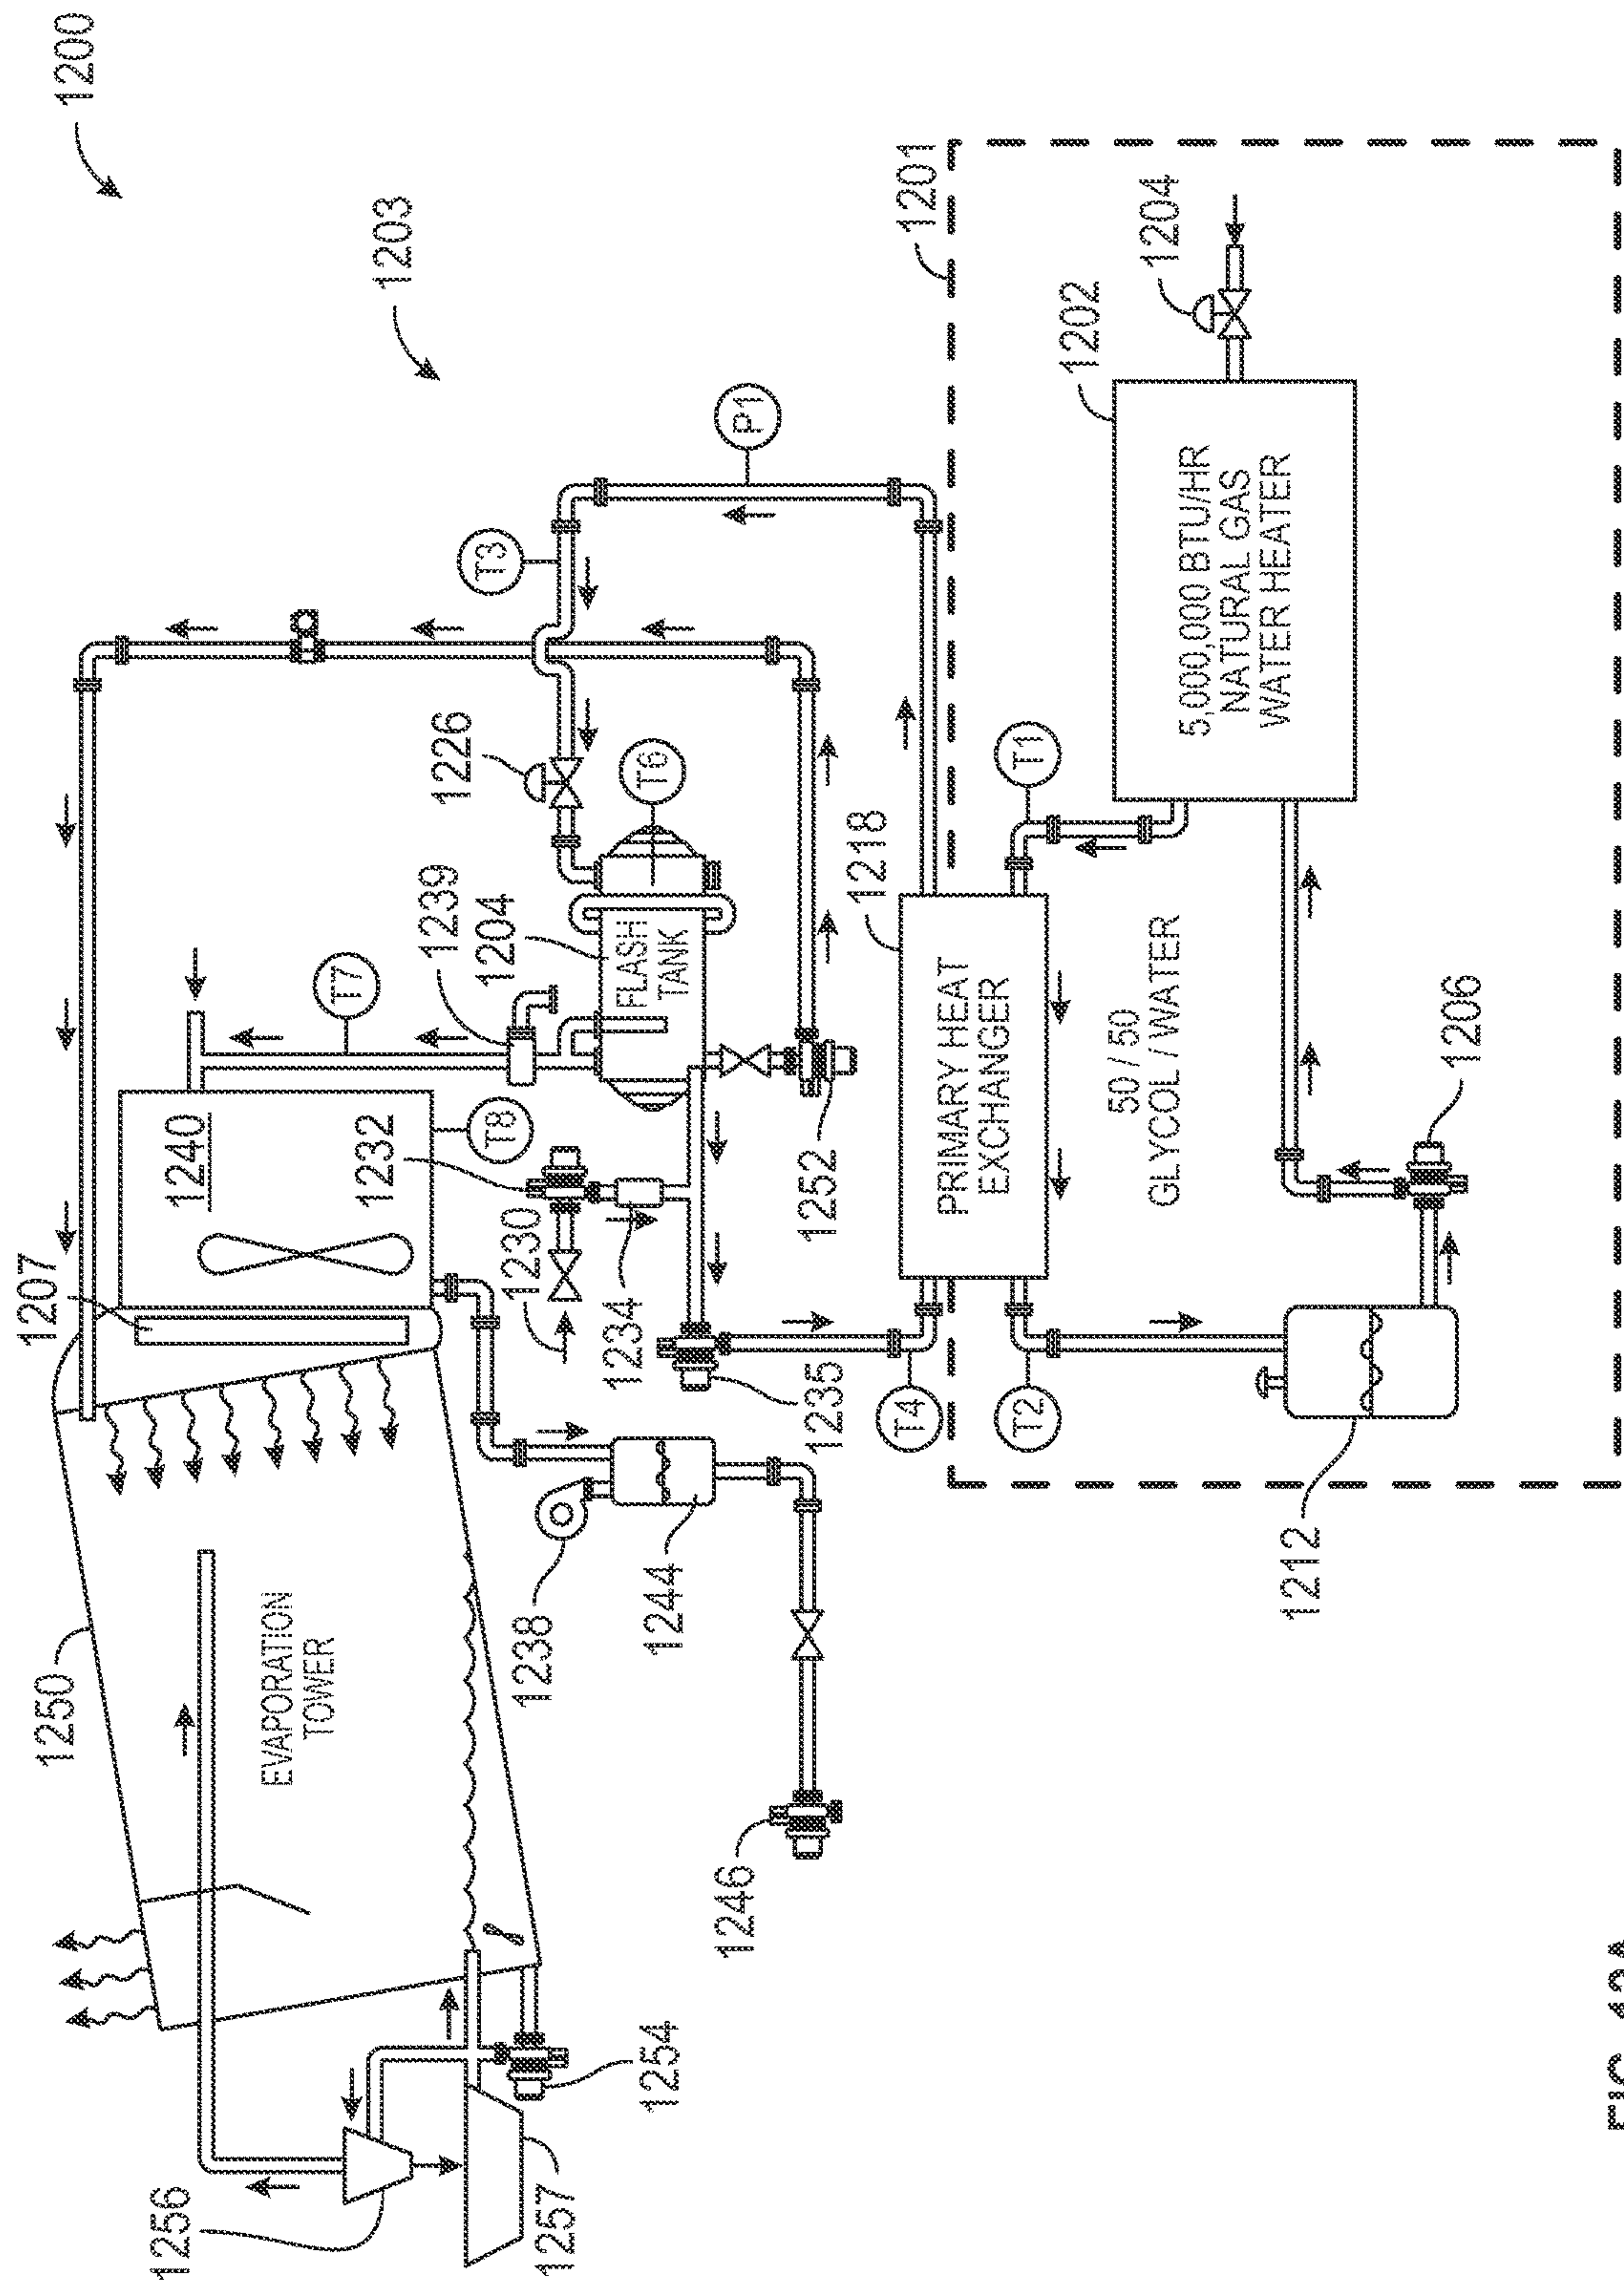 1200
1203
1201
1204
1202
5,000,000 BTU/HR
NATURAL GAS
WATER HEATER
P1
T3
T1
1226
T6
1218
PRIMARY HEAT
EXCHANGER
50 / 50
GLYCOL / WATER
1206
1239
1204
FLASH
TANK
T7
1240
1232
T8
1252
1207
1230
1234
1235
T4
T2
1212
1250
EVAPORATION
TOWER
1238
1244
1246
1254
1256
1257